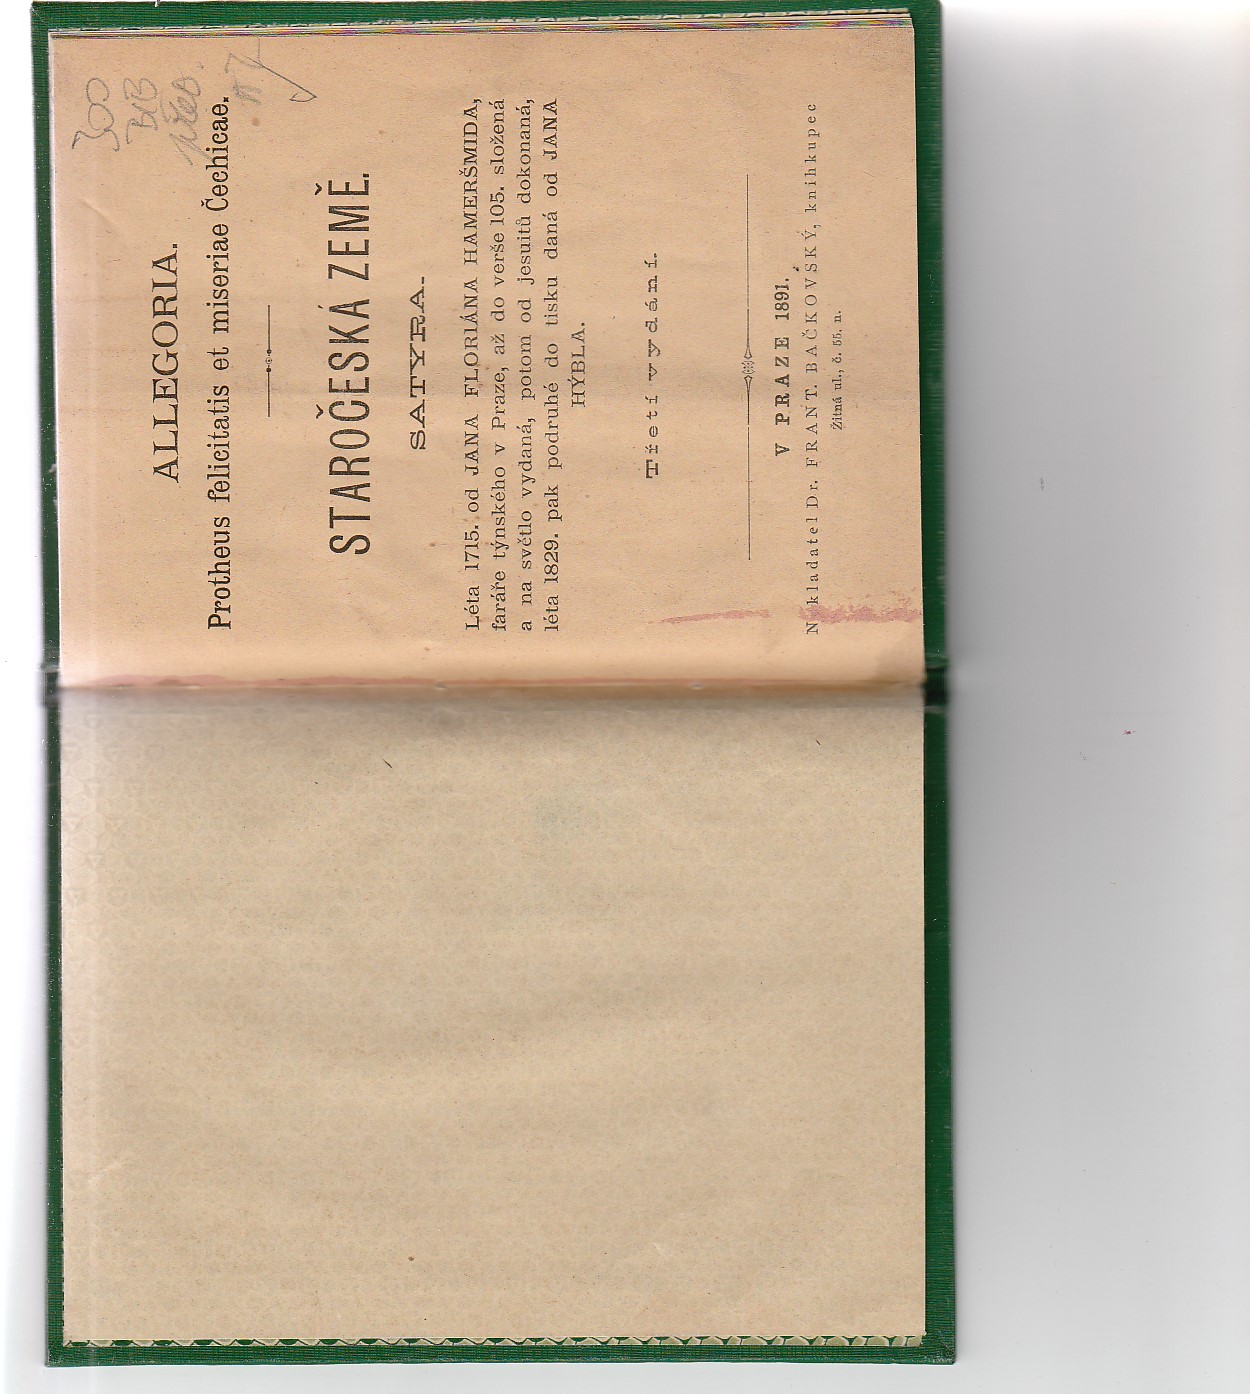 300
BIB
ALLEGORIA.
Protheus felicitatis et miseriae Čechicae.
STAROČESKÁ ZEMĚ.
SATYRA.
Léta 1715. od JANA FLORIÁNA HAMERŠMIDA,
faráře týnského v Praze, až do verše 105. složená
a na světlo vydaná, potom od jesuitů dokonaná,
léta 1829. pak podruhé do tisku daná od JANA
HÝBLA.
Třetí vydání.
V PRAZE 1891.
Nakladatel Dr. FRANT. BAČKOVSKÝ, knihkupec
Žitná ul., č. 55. n.